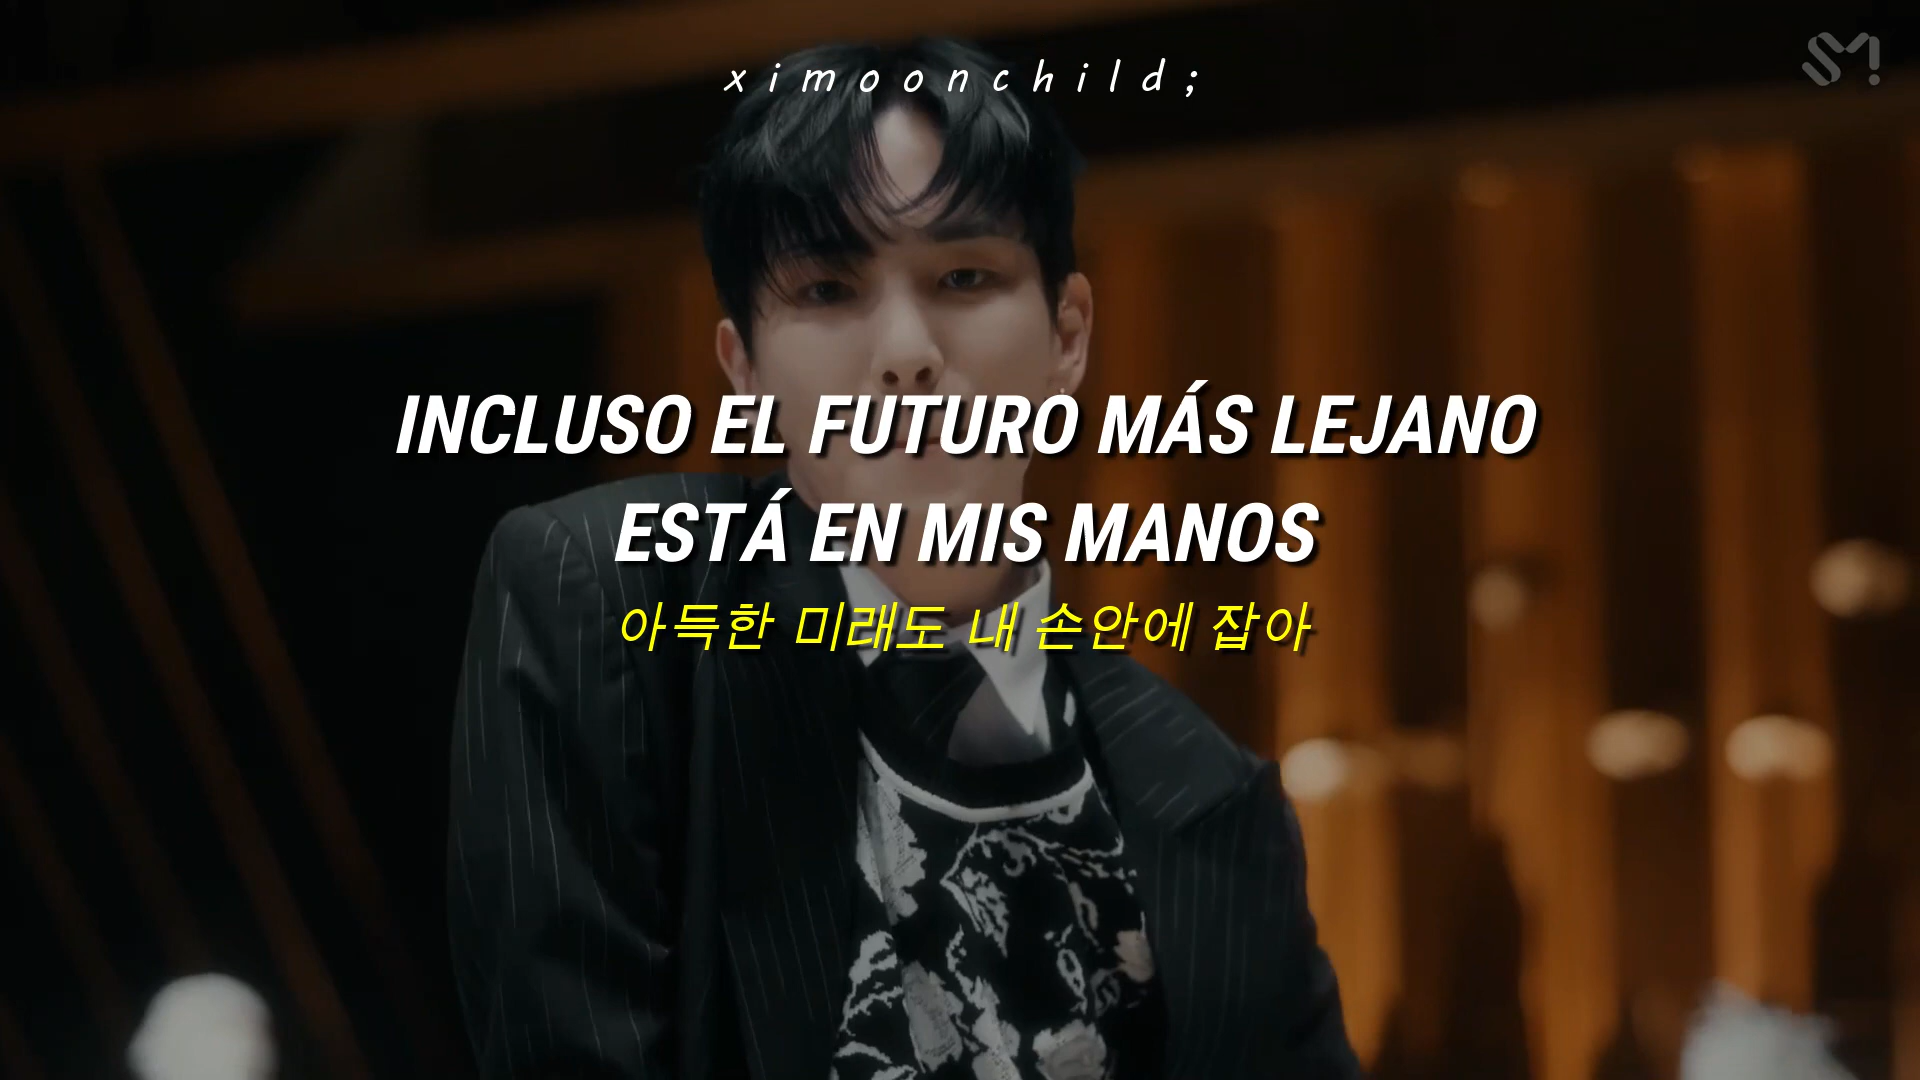 x i m o o n c h i l d ;
SM!
INCLUSO EL FUTURO MÁS LEJANO
ESTÁ EN MIS MANOS
아득한 미래도 내 손안에 잡아